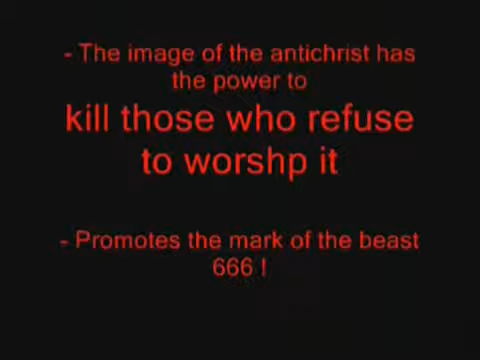 - The image of the antichrist has
the power to
kill those who refuse
to worshp it
- Promotes the mark of the beast
666 !